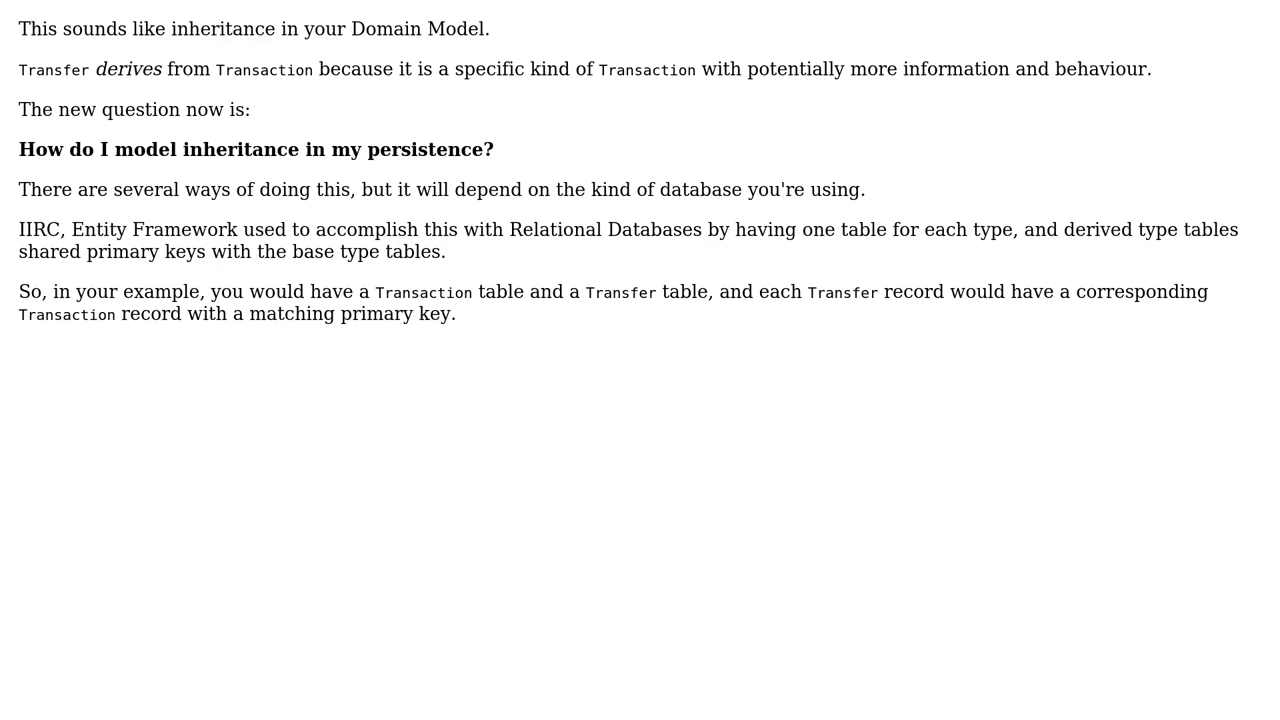 This sounds like inheritance in your Domain Model.
Transfer derives from Transaction because it is a specific kind of Transaction with potentially more information and behaviour.
The new question now is:
How do I model inheritance in my persistence?
There are several ways of doing this, but it will depend on the kind of database you're using.
IIRC, Entity Framework used to accomplish this with Relational Databases by having one table for each type, and derived type tables
shared primary keys with the base type tables.
So, in your example, you would have a Transaction table and a Transfer table, and each Transfer record would have a corresponding
Transaction record with a matching primary key.